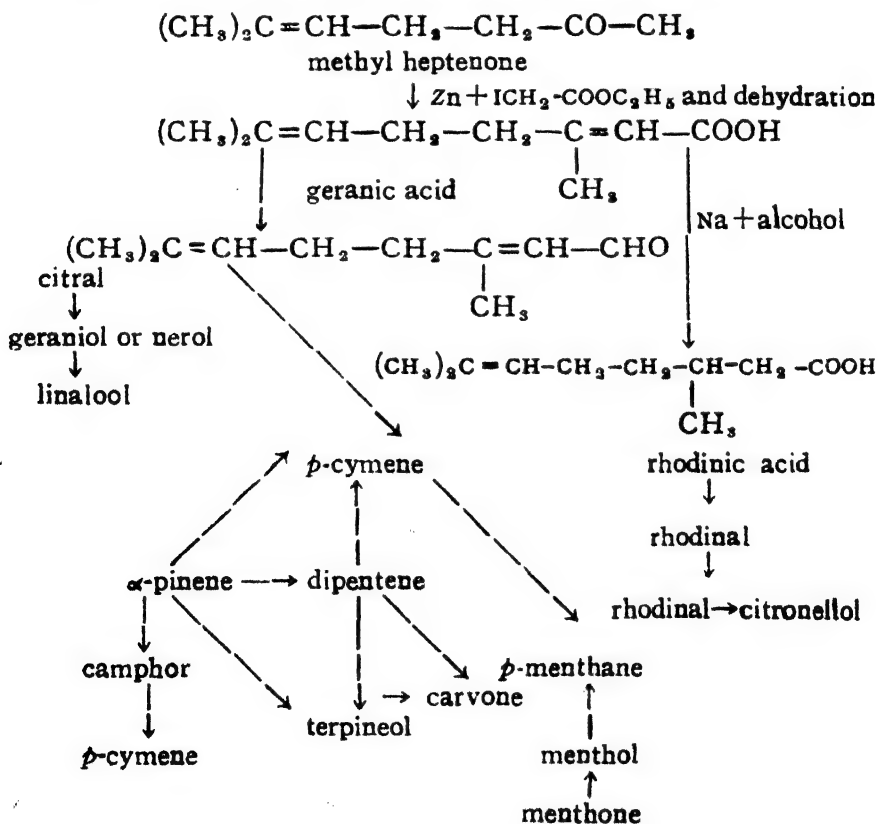 (CH₃)₂C=CH—CH₂—CH₂—CO—CH₃
methyl heptenone
↓ Zn+ICH₂-COOC₂H₅ and dehydration
(CH₃)₂C=CH—CH₂—CH₂—C=CH—COOH
geranic acid
CH₃
Na+alcohol
(CH₃)₂C=CH—CH₂—CH₂—C=CH—CHO
citral
CH₃
geraniol or nerol
(CH₃)₂C=CH-CH₂-CH₂-CH-CH₂-COOH
linalool
CH₃
p-cymene
rhodinic acid
rhodinal
α-pinene → dipentene
rhodinal→citronellol
camphor
p-menthane
→ carvone
terpineol
p-cymene
menthol
menthone